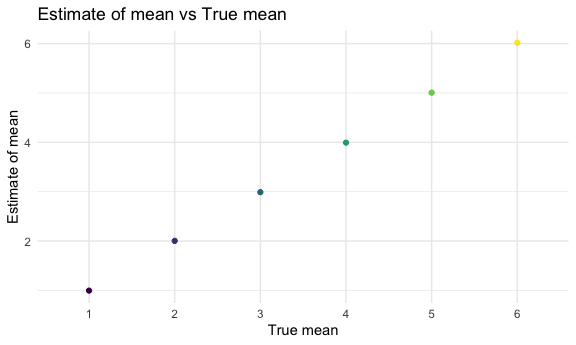 Estimate of mean vs True mean
Estimate of mean
6
4
2
1 2 3 4 5 6
True mean